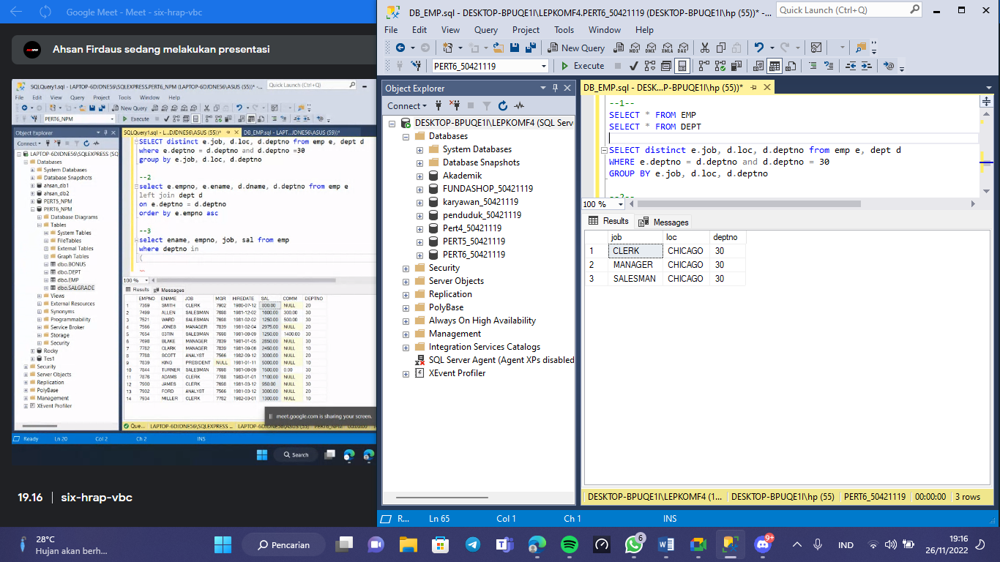 Google Meet - Meet - six-hrap-vbc
Ahsan Firdaus sedang melakukan presentasi
SQLQuery1.sql - LAPTOP-6DJDNE56\SQLEXPRESS.PERT6_NPM (LAPTOP-6DJDNE56\ASUS (55))* -...
Quick Launch (Ctrl+Q)
File Edit View Query Project Tools Window Help
New Query
PERT6_NPM
Execute
Object Explorer
Connect
LAPTOP-6DJDNE56\SQLEXPRESS (SQ
Databases
System Databases
Database Snapshots
ahsan_db1
ahsan_db2
PERT5_NPM
PERT6_NPM
Database Diagrams
Tables
System Tables
FileTables
External Tables
Graph Tables
dbo.BONUS
dbo.DEPT
dbo.EMP
dbo.SALGRADE
Views
External Resources
Synonyms
Programmability
Service Broker
Storage
Security
Rocky
Test1
Security
Server Objects
Replication
PolyBase
Management
XEvent Profiler
SQLQuery1.sql - L...DJDNE56\ASUS (55))* DB_EMP.sql - LAPT...JDNE56\ASUS (59))*
SELECT distinct e.job, d.loc, d.deptno from emp e, dept d
where e.deptno = d.deptno and d.deptno =30
group by e.job, d.loc, d.deptno
--2
select e.empno, e.ename, d.dname, d.deptno from emp e
left join dept d
on e.deptno = d.deptno
order by e.empno asc
--3
select ename, empno, job, sal from emp
where deptno in
(
100 %
Results Messages
EMPNO ENAME JOB MGR HIREDATE SAL COMM DEPTNO
1 7369 SMITH CLERK 7902 1980-07-12 800.00 NULL 20
2 7499 ALLEN SALESMAN 7698 1981-12-02 1600.00 300.00 30
3 7521 WARD SALESMAN 7698 1981-02-02 1250.00 500.00 30
4 7566 JONES MANAGER 7839 1981-02-04 2975.00 NULL 20
5 7654 03TIN SALESMAN 7698 1981-08-09 1250.00 1400.00 30
6 7698 BLAKE MANAGER 7839 1981-01-05 2850.00 NULL 30
7 7782 CLARK MANAGER 7839 1981-09-06 2450.00 NULL 10
8 7788 SCOTT ANALYST 7566 1982-09-12 3000.00 NULL 20
9 7839 KING PRESIDENT NULL 1981-01-11 5000.00 NULL 10
10 7844 TURNER SALESMAN 7698 1981-08-09 1500.00 0.00 30
11 7876 ADAMS CLERK 7788 1983-01-01 1100.00 NULL 20
12 7900 JAMES CLERK 7698 1981-03-12 950.00 NULL 30
13 7902 FORD ANALYST 7566 1981-03-12 3000.00 NULL 20
14 7934 MILLER CLERK 7782 1982-03-01 1300.00 NULL 10
meet.google.com is sharing your screen.
Que... LAPTOP-6DJDNE56\SQLEXPRESS ...
Ready Ln 20 Col 2 Ch 2 INS
Search
19.16 | six-hrap-vbc
DB_EMP.sql - DESKTOP-BPUQE1I\LEPKOMF4.PERT6_50421119 (DESKTOP-BPUQE1I\hp (55))* -...
Quick Launch (Ctrl+Q)
File Edit View Query Project Tools Window Help
New Query MDX DMX XMLA DAX
PERT6_50421119
Execute
Object Explorer
Connect
DESKTOP-BPUQE1I\LEPKOMF4 (SQL Serv
Databases
System Databases
Database Snapshots
Akademik
FUNDASHOP_50421119
karyawan_50421119
penduduk_50421119
Pert4_50421119
PERT5_50421119
PERT6_50421119
Security
Server Objects
Replication
PolyBase
Always On High Availability
Management
Integration Services Catalogs
SQL Server Agent (Agent XPs disabled
XEvent Profiler
DB_EMP.sql - DESK...P-BPUQE1I\hp (55))*
--1--
SELECT * FROM EMP
SELECT * FROM DEPT
SELECT distinct e.job, d.loc, d.deptno from emp e, dept d
WHERE e.deptno = d.deptno and d.deptno = 30
GROUP BY e.job, d.loc, d.deptno
--2--
100 %
Results Messages
job loc deptno
1 CLERK CHICAGO 30
2 MANAGER CHICAGO 30
3 SALESMAN CHICAGO 30
DESKTOP-BPUQE1I\LEPKOMF4 (1... DESKTOP-BPUQE1I\hp (55) PERT6_50421119 00:00:00 3 rows
R... Ln 65 Col 1 Ch 1 INS
28°C
Hujan akan berh...
Pencarian
6
9+
IND
19:16
26/11/2022